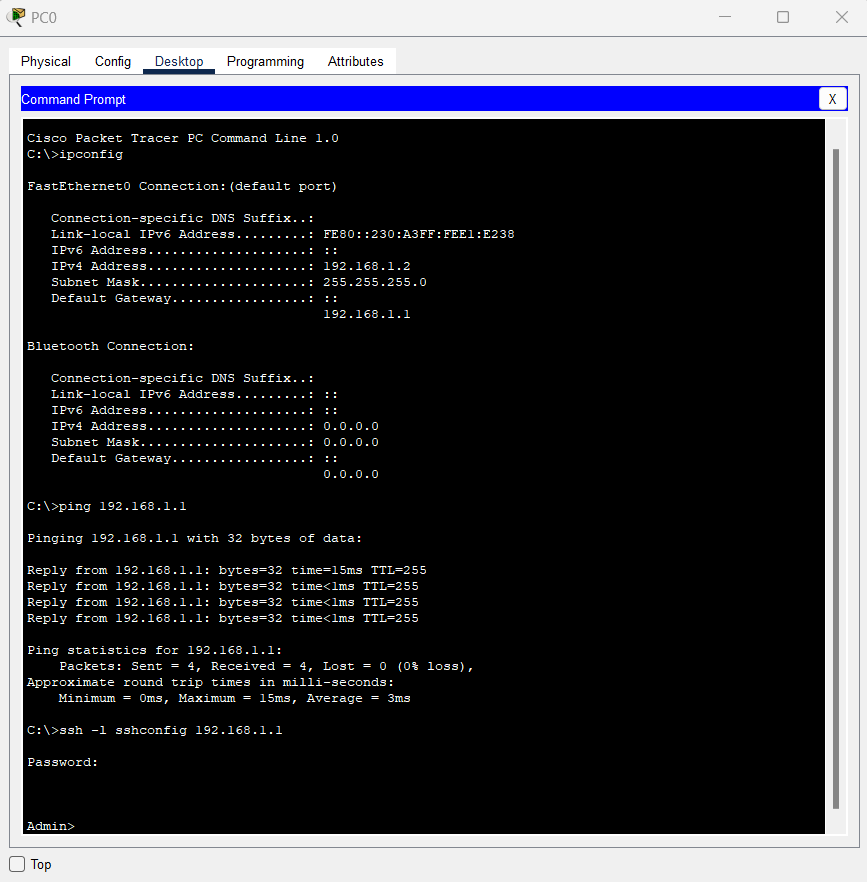 PC0
Physical Config Desktop Programming Attributes
Command Prompt
X
Cisco Packet Tracer PC Command Line 1.0
C:\>ipconfig
FastEthernet0 Connection:(default port)
Connection-specific DNS Suffix..:
Link-local IPv6 Address.........: FE80::230:A3FF:FEE1:E238
IPv6 Address....................: ::
IPv4 Address....................: 192.168.1.2
Subnet Mask.....................: 255.255.255.0
Default Gateway.................: ::
192.168.1.1
Bluetooth Connection:
Connection-specific DNS Suffix..:
Link-local IPv6 Address.........: ::
IPv6 Address....................: ::
IPv4 Address....................: 0.0.0.0
Subnet Mask.....................: 0.0.0.0
Default Gateway.................: ::
0.0.0.0
C:\>ping 192.168.1.1
Pinging 192.168.1.1 with 32 bytes of data:
Reply from 192.168.1.1: bytes=32 time=15ms TTL=255
Reply from 192.168.1.1: bytes=32 time<1ms TTL=255
Reply from 192.168.1.1: bytes=32 time<1ms TTL=255
Reply from 192.168.1.1: bytes=32 time<1ms TTL=255
Ping statistics for 192.168.1.1:
Packets: Sent = 4, Received = 4, Lost = 0 (0% loss),
Approximate round trip times in milli-seconds:
Minimum = 0ms, Maximum = 15ms, Average = 3ms
C:\>ssh -l sshconfig 192.168.1.1
Password:
Admin>
Top